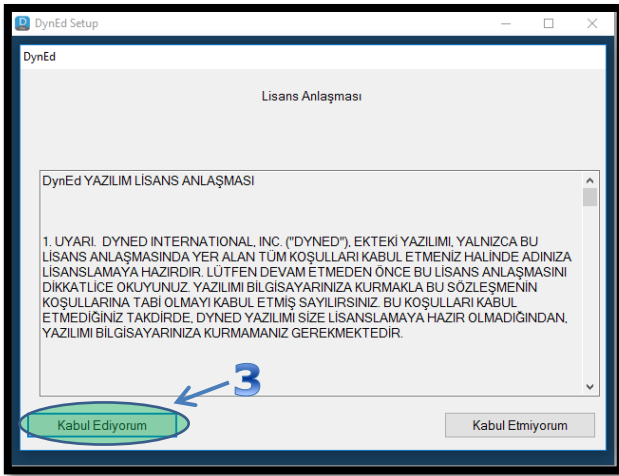 DynEd Setup
DynEd
Lisans Anlaşması
DynEd YAZILIM LİSANS ANLAŞMASI
1. UYARI. DYNED INTERNATIONAL, INC. ("DYNED"), EKTEKİ YAZILIMI, YALNIZCA BU
LİSANS ANLAŞMASINDA YER ALAN TÜM KOŞULLARI KABUL ETMENİZ HALİNDE ADINIZA
LİSANSLAMAYA HAZIRDIR. LÜTFEN DEVAM ETMEDEN ÖNCE BU LİSANS ANLAŞMASINI
DİKKATLİCE OKUYUNUZ. YAZILIMI BİLGİSAYARINIZA KURMAKLA BU SÖZLEŞMENİN
KOŞULLARINA TABİ OLMAYI KABUL ETMİŞ SAYILIRSINIZ. BU KOŞULLARI KABUL
ETMEDİĞİNİZ TAKDİRDE, DYNED YAZILIMI SİZE LİSANSLAMAYA HAZIR OLMADIĞINDAN,
YAZILIMI BİLGİSAYARINIZA KURMAMANIZ GEREKMEKTEDİR.
3
Kabul Ediyorum
Kabul Etmiyorum